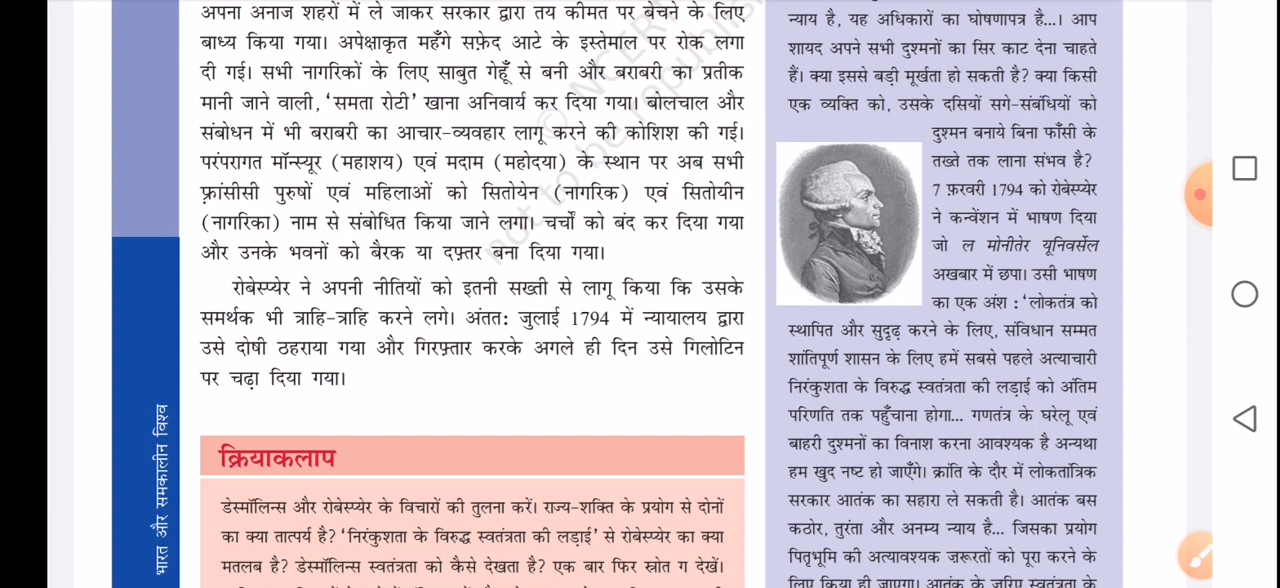 अपना अनाज शहरों में ले जाकर सरकार द्वारा तय कीमत पर बेचने के लिए
बाध्य किया गया। अपेक्षाकृत महँगे सफ़ेद आटे के इस्तेमाल पर रोक लगा
दी गई। सभी नागरिकों के लिए साबुत गेहूँ से बनी और बराबरी का प्रतीक
मानी जाने वाली, ‘समता रोटी’ खाना अनिवार्य कर दिया गया। बोलचाल और
संबोधन में भी बराबरी का आचार-व्यवहार लागू करने की कोशिश की गई।
परंपरागत मॉन्स्यूर (महाशय) एवं मदाम (महोदया) के स्थान पर अब सभी
फ़्रांसीसी पुरुषों एवं महिलाओं को सितोयेन (नागरिक) एवं सितोयीन
(नागरिका) नाम से संबोधित किया जाने लगा। चर्चों को बंद कर दिया गया
और उनके भवनों को बैरक या दफ़्तर बना दिया गया।
रोबेस्प्येर ने अपनी नीतियों को इतनी सख्ती से लागू किया कि उसके
समर्थक भी त्राहि-त्राहि करने लगे। अंततः जुलाई 1794 में न्यायालय द्वारा
उसे दोषी ठहराया गया और गिरफ़्तार करके अगले ही दिन उसे गिलोटिन
पर चढ़ा दिया गया।
क्रियाकलाप
डेस्मॉलिन्स और रोबेस्प्येर के विचारों की तुलना करें। राज्य-शक्ति के प्रयोग से दोनों
का क्या तात्पर्य है? ‘निरंकुशता के विरुद्ध स्वतंत्रता की लड़ाई’ से रोबेस्प्येर का क्या
मतलब है? डेस्मॉलिन्स स्वतंत्रता को कैसे देखता है? एक बार फिर स्रोत ग देखें।
न्याय है, यह अधिकारों का घोषणापत्र है...। आप
शायद अपने सभी दुश्मनों का सिर काट देना चाहते
हैं। क्या इससे बड़ी मूर्खता हो सकती है? क्या किसी
एक व्यक्ति को, उसके दसियों सगे-संबंधियों को
दुश्मन बनाये बिना फाँसी के
तख्ते तक लाना संभव है?
7 फ़रवरी 1794 को रोबेस्प्येर
ने कन्वेंशन में भाषण दिया
जो ल मोनीतेर यूनिवर्सेल
अखबार में छपा। उसी भाषण
का एक अंश : ‘लोकतंत्र को
स्थापित और सुदृढ़ करने के लिए, संविधान सम्मत
शांतिपूर्ण शासन के लिए हमें सबसे पहले अत्याचारी
निरंकुशता के विरुद्ध स्वतंत्रता की लड़ाई को अंतिम
परिणति तक पहुँचाना होगा... गणतंत्र के घरेलू एवं
बाहरी दुश्मनों का विनाश करना आवश्यक है अन्यथा
हम खुद नष्ट हो जाएँगे। क्रांति के दौर में लोकतांत्रिक
सरकार आतंक का सहारा ले सकती है। आतंक बस
कठोर, तुरंता और अनम्य न्याय है... जिसका प्रयोग
पितृभूमि की अत्यावश्यक ज़रूरतों को पूरा करने के
लिए किया ही जाएगा। आतंक के ज़रिए स्वतंत्रता के
भारत और समकालीन विश्व
© NCERT
not to be republish